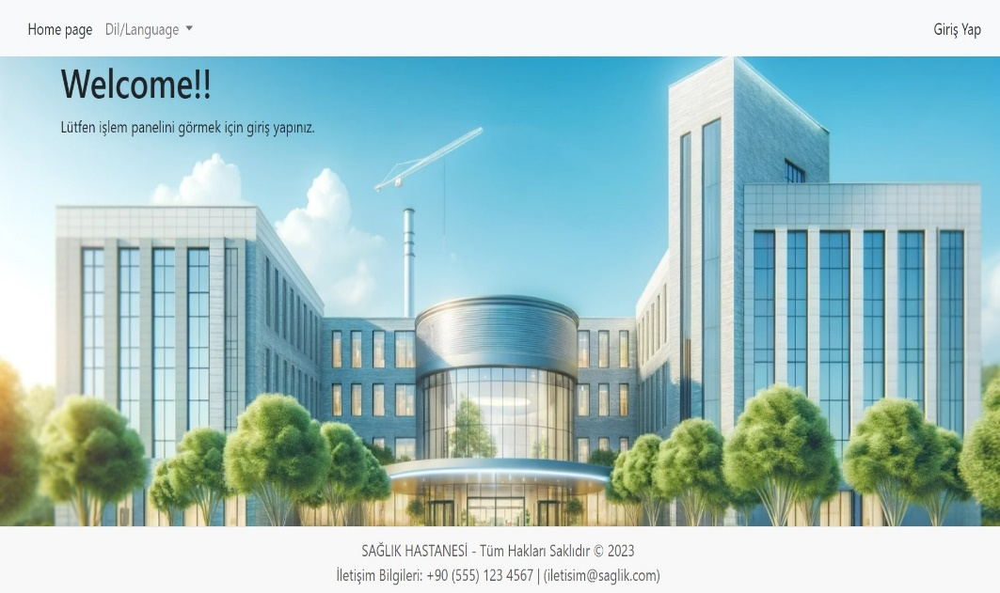 Home page Dil/Language Giriş Yap
Welcome!!
Lütfen işlem panelini görmek için giriş yapınız.
SAĞLIK HASTANESİ - Tüm Hakları Saklıdır © 2023
İletişim Bilgileri: +90 (555) 123 4567 | (iletisim@saglik.com)